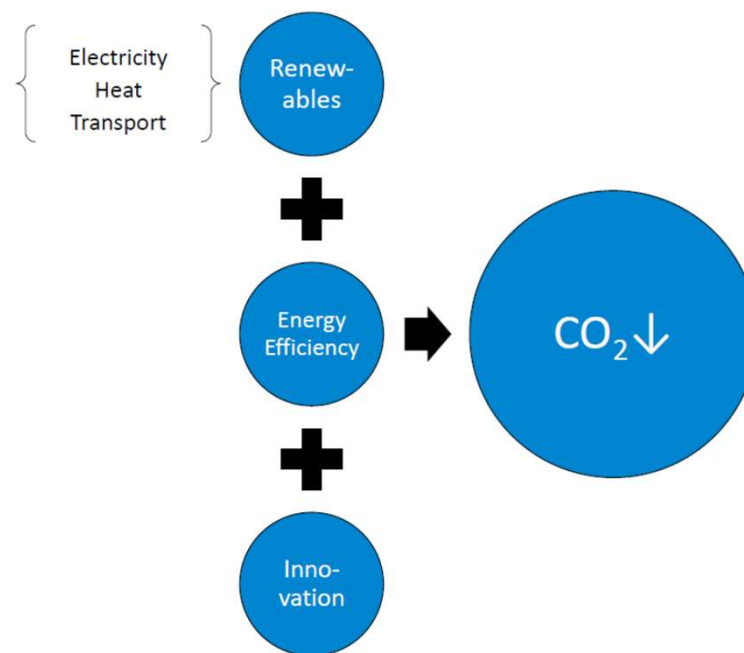 Electricity
Heat
Transport
Renew-
ables
Energy
Efficiency
CO₂↓
Inno-
vation